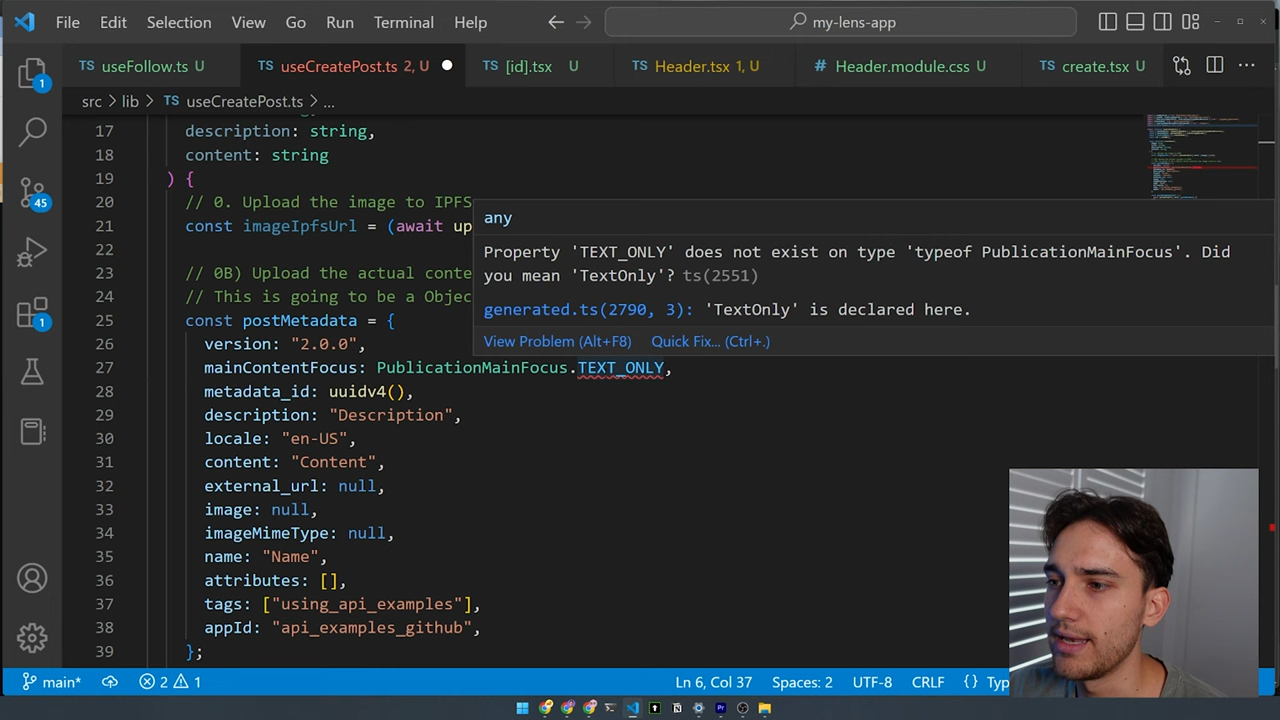 File Edit Selection View Go Run Terminal Help my-lens-app
TS useFollow.ts U TS useCreatePost.ts 2, U TS [id].tsx U TS Header.tsx 1, U # Header.module.css U TS create.tsx U
src > lib > TS useCreatePost.ts > ...
17 description: string,
18 content: string
19 ) {
20 // 0. Upload the image to IPFS
21 const imageIpfsUrl = (await up
22
23 // 0B) Upload the actual conte
24 // This is going to be a Objec
25 const postMetadata = {
26 version: "2.0.0",
27 mainContentFocus: PublicationMainFocus.TEXT_ONLY,
28 metadata_id: uuidv4(),
29 description: "Description",
30 locale: "en-US",
31 content: "Content",
32 external_url: null,
33 image: null,
34 imageMimeType: null,
35 name: "Name",
36 attributes: [],
37 tags: ["using_api_examples"],
38 appId: "api_examples_github",
39 };
any
Property 'TEXT_ONLY' does not exist on type 'typeof PublicationMainFocus'. Did
you mean 'TextOnly'? ts(2551)
generated.ts(2790, 3): 'TextOnly' is declared here.
View Problem (Alt+F8) Quick Fix... (Ctrl+.)
1
45
1
main* 2 1 Ln 6, Col 37 Spaces: 2 UTF-8 CRLF {} Typ